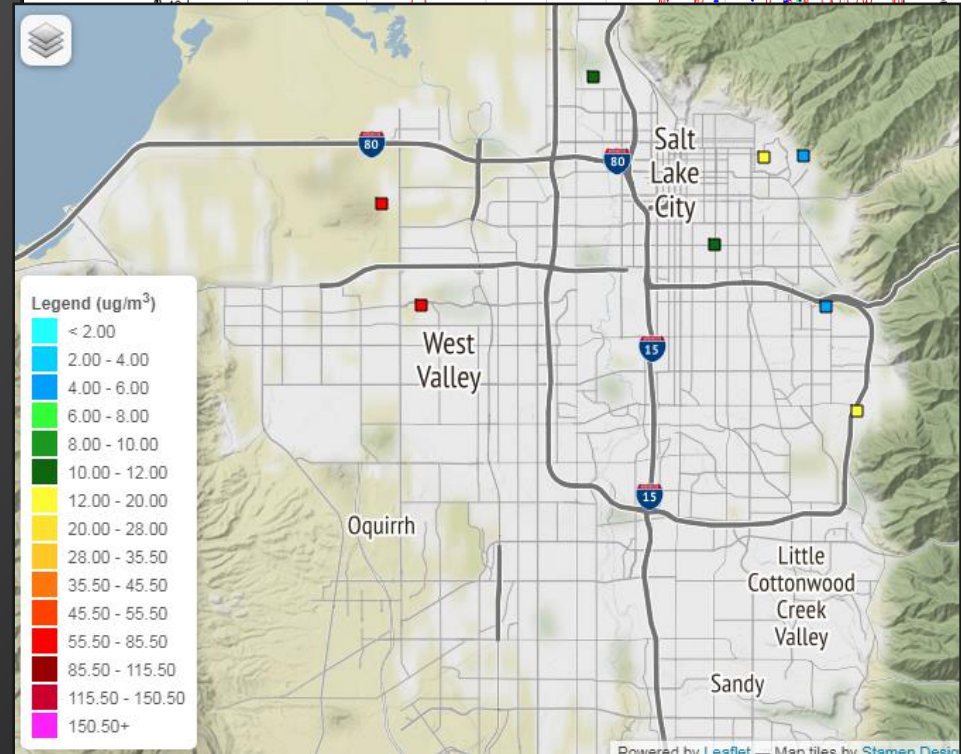 80
80
Salt
Lake
City
Legend (ug/m³)
< 2.00
2.00 - 4.00
4.00 - 6.00
6.00 - 8.00
8.00 - 10.00
10.00 - 12.00
12.00 - 20.00
20.00 - 28.00
28.00 - 35.50
35.50 - 45.50
45.50 - 55.50
55.50 - 85.50
85.50 - 115.50
115.50 - 150.50
150.50+
West
Valley
15
15
Oquirrh
Little
Cottonwood
Creek
Valley
Sandy
Powered by Leaflet — Map tiles by Stamen Desig